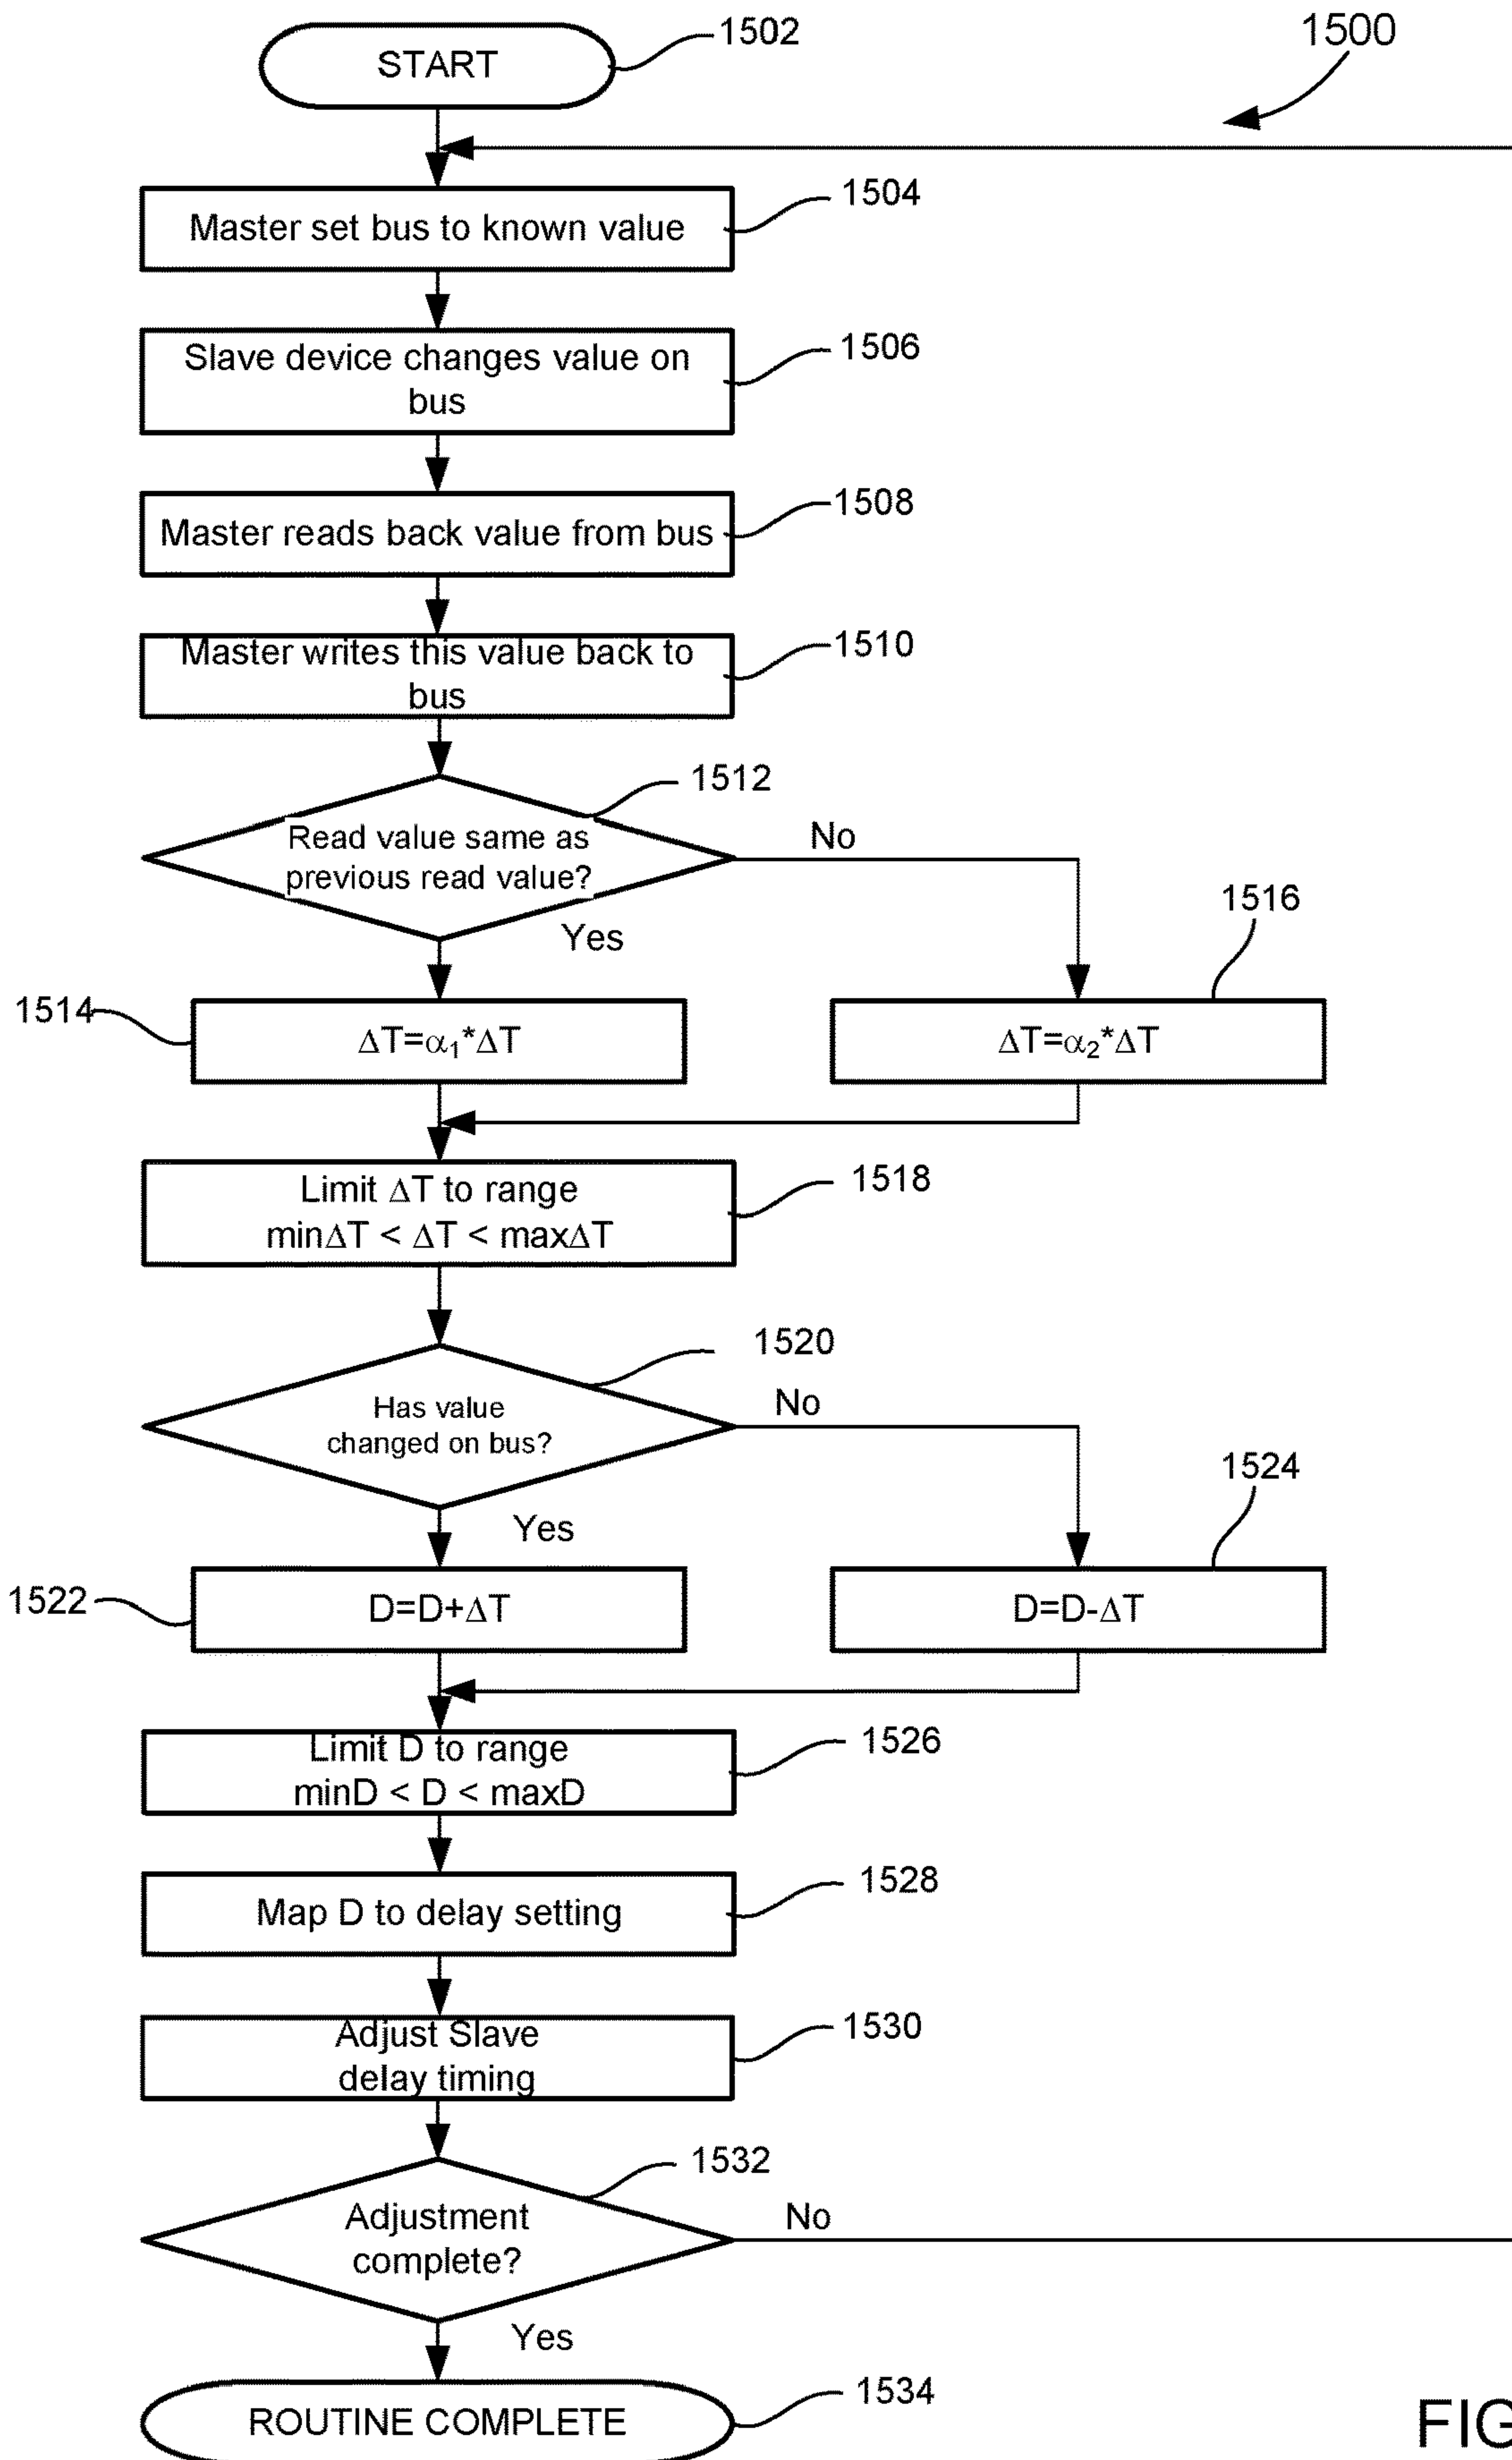 1502
START
1500
1504
Master set bus to known value
1506
Slave device changes value on
bus
1508
Master reads back value from bus
1510
Master writes this value back to
bus
1512
Read value same as
previous read value?
No
Yes
1516
1514
ΔT=α₁*ΔT
ΔT=α₂*ΔT
1518
Limit ΔT to range
minΔT < ΔT < maxΔT
1520
Has value
changed on bus?
No
Yes
1524
1522
D=D+ΔT
D=D-ΔT
1526
Limit D to range
minD < D < maxD
1528
Map D to delay setting
1530
Adjust Slave
delay timing
1532
Adjustment
complete?
No
Yes
1534
ROUTINE COMPLETE
FIG